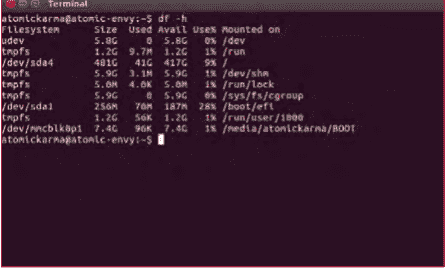 Terminal
atomickarma@atomic-envy:~$ df -h
Filesystem Size Used Avail Use% Mounted on
udev 5.8G 0 5.8G 0% /dev
tmpfs 1.2G 9.7M 1.2G 1% /run
/dev/sda4 481G 41G 417G 9% /
tmpfs 5.9G 3.1M 5.9G 1% /dev/shm
tmpfs 5.0M 4.0K 5.0M 1% /run/lock
tmpfs 5.9G 0 5.9G 0% /sys/fs/cgroup
/dev/sda1 256M 70M 187M 28% /boot/efi
tmpfs 1.2G 56K 1.2G 1% /run/user/1000
/dev/mmcblk0p1 7.4G 96K 7.4G 1% /media/atomickarma/BOOT
atomickarma@atomic-envy:~$